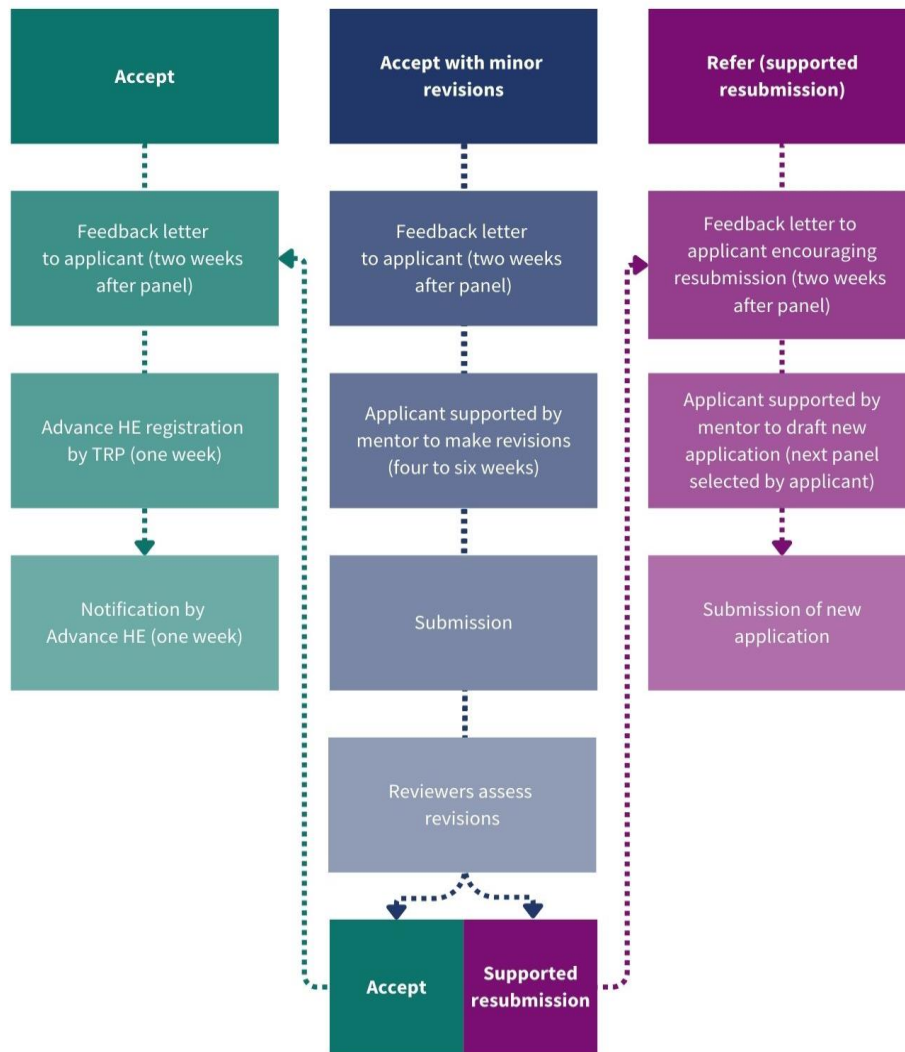 Accept
Feedback letter
to applicant (two weeks
after panel)
Advance HE registration
by TRP (one week)
Notification by
Advance HE (one week)
Accept with minor
revisions
Feedback letter
to applicant (two weeks
after panel)
Applicant supported by
mentor to make revisions
(four to six weeks)
Submission
Reviewers assess
revisions
Accept
Supported
resubmission
Refer (supported
resubmission)
Feedback letter to
applicant encouraging
resubmission (two weeks
after panel)
Applicant supported by
mentor to draft new
application (next panel
selected by applicant)
Submission of new
application